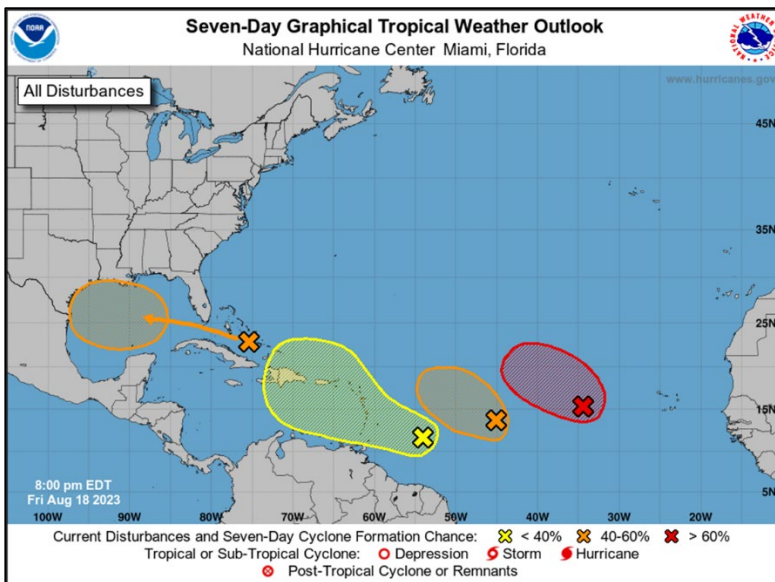 Seven-Day Graphical Tropical Weather Outlook
National Hurricane Center Miami, Florida
NOAA
NATIONAL WEATHER SERVICE
www.hurricanes.gov
All Disturbances
45N
35N
25N
15N
5N
8:00 pm EDT
Fri Aug 18 2023
100W 90W 80W 70W 60W 50W 40W 30W 20W
Current Disturbances and Seven-Day Cyclone Formation Chance: < 40% 40-60% > 60%
Tropical or Sub-Tropical Cyclone: Depression Storm Hurricane
Post-Tropical Cyclone or Remnants